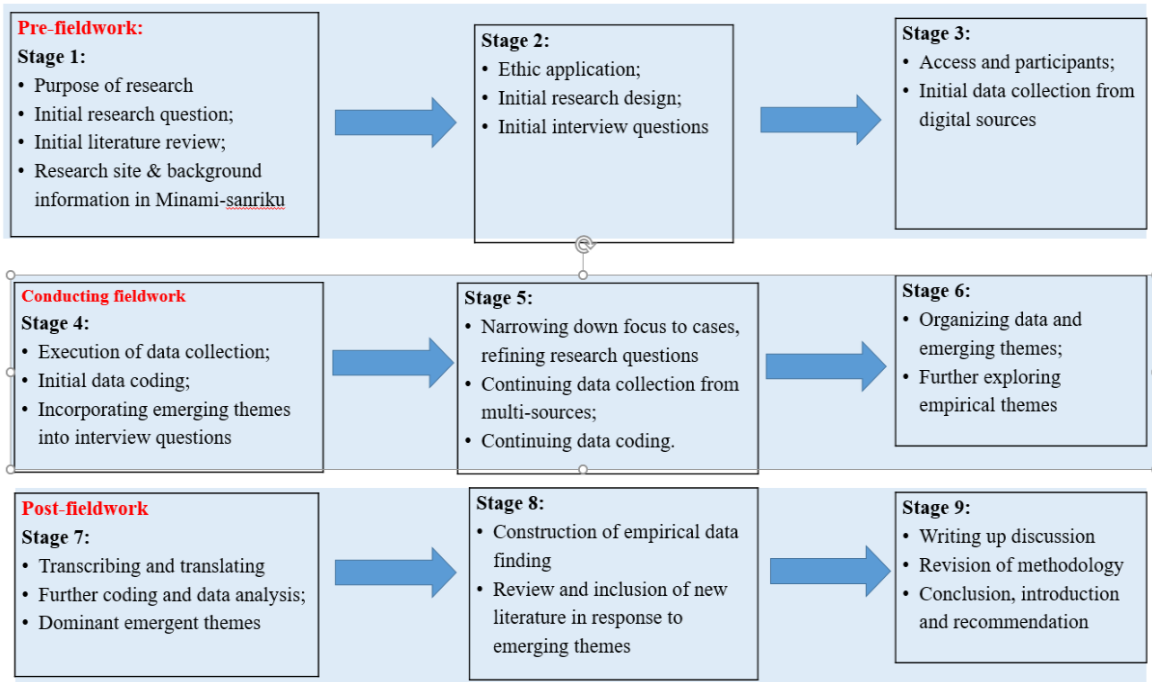 Pre-fieldwork:
Stage 1:
• Purpose of research
• Initial research question;
• Initial literature review;
• Research site & background
information in Minami-sanriku
Stage 2:
• Ethic application;
• Initial research design;
• Initial interview questions
Stage 3:
• Access and participants;
• Initial data collection from
digital sources
Conducting fieldwork
Stage 4:
• Execution of data collection;
• Initial data coding;
• Incorporating emerging themes
into interview questions
Stage 5:
• Narrowing down focus to cases,
refining research questions
• Continuing data collection from
multi-sources;
• Continuing data coding.
Stage 6:
• Organizing data and
emerging themes;
• Further exploring
empirical themes
Post-fieldwork
Stage 7:
• Transcribing and translating
• Further coding and data analysis;
• Dominant emergent themes
Stage 8:
• Construction of empirical data
finding
• Review and inclusion of new
literature in response to
emerging themes
Stage 9:
• Writing up discussion
• Revision of methodology
• Conclusion, introduction
and recommendation